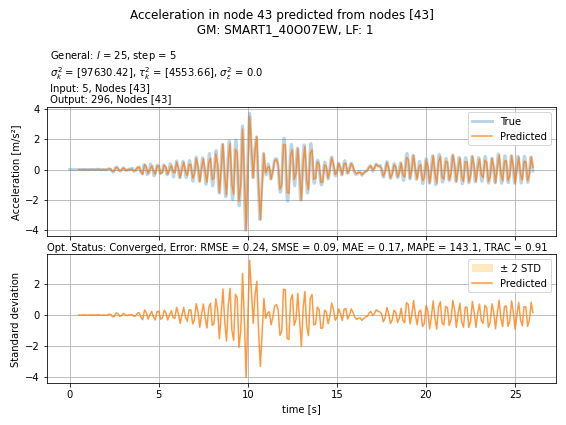 Acceleration in node 43 predicted from nodes [43]
GM: SMART1_40O07EW, LF: 1
General: l = 25, step = 5
σ²ₖ = [97630.42], τ²ₖ = [4553.66], σ²ε = 0.0
Input: 5, Nodes [43]
Output: 296, Nodes [43]
4
2
0
−2
−4
Acceleration [m/s²]
True
Predicted
Opt. Status: Converged, Error: RMSE = 0.24, SMSE = 0.09, MAE = 0.17, MAPE = 143.1, TRAC = 0.91
2
0
−2
−4
Standard deviation
± 2 STD
Predicted
0 5 10 15 20 25
time [s]